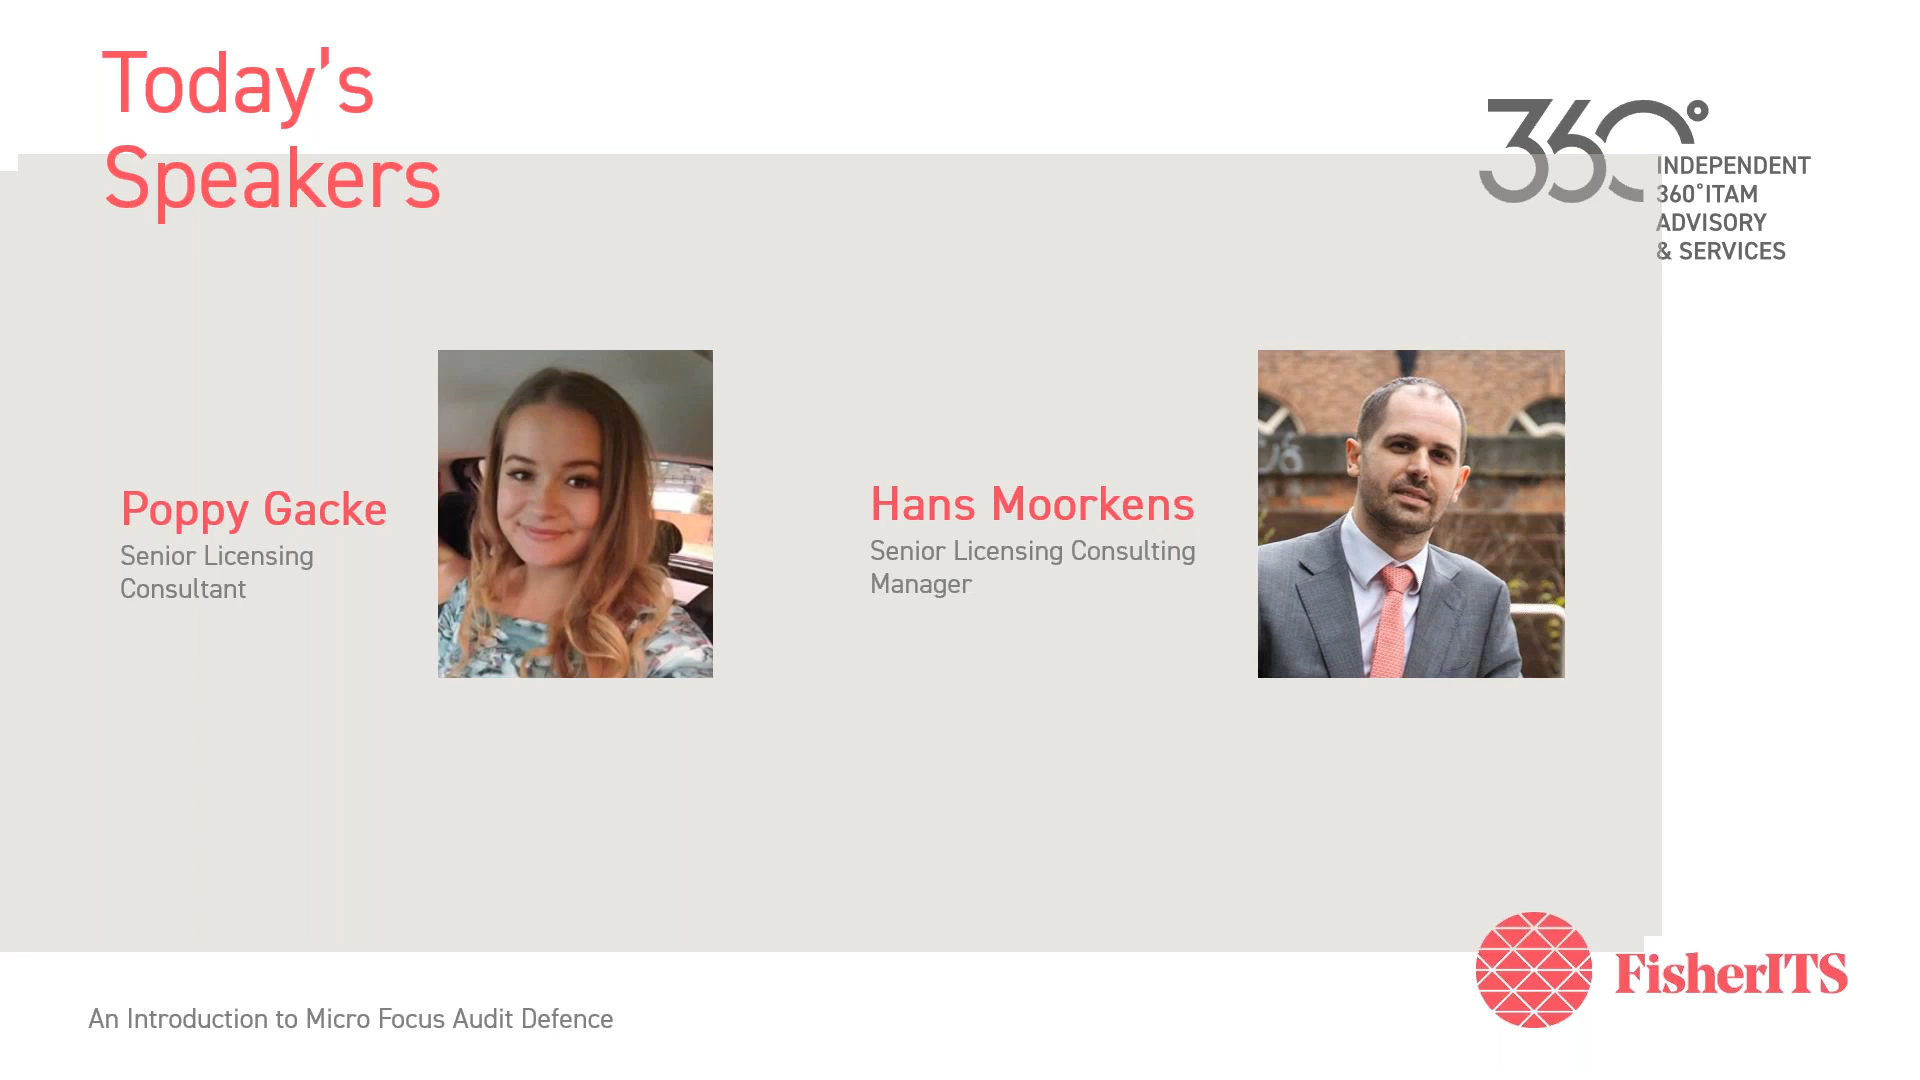 Today's
Speakers
360°
INDEPENDENT
360°ITAM
ADVISORY
& SERVICES
Poppy Gacke
Senior Licensing
Consultant
Hans Moorkens
Senior Licensing Consulting
Manager
FisherITS
An Introduction to Micro Focus Audit Defence